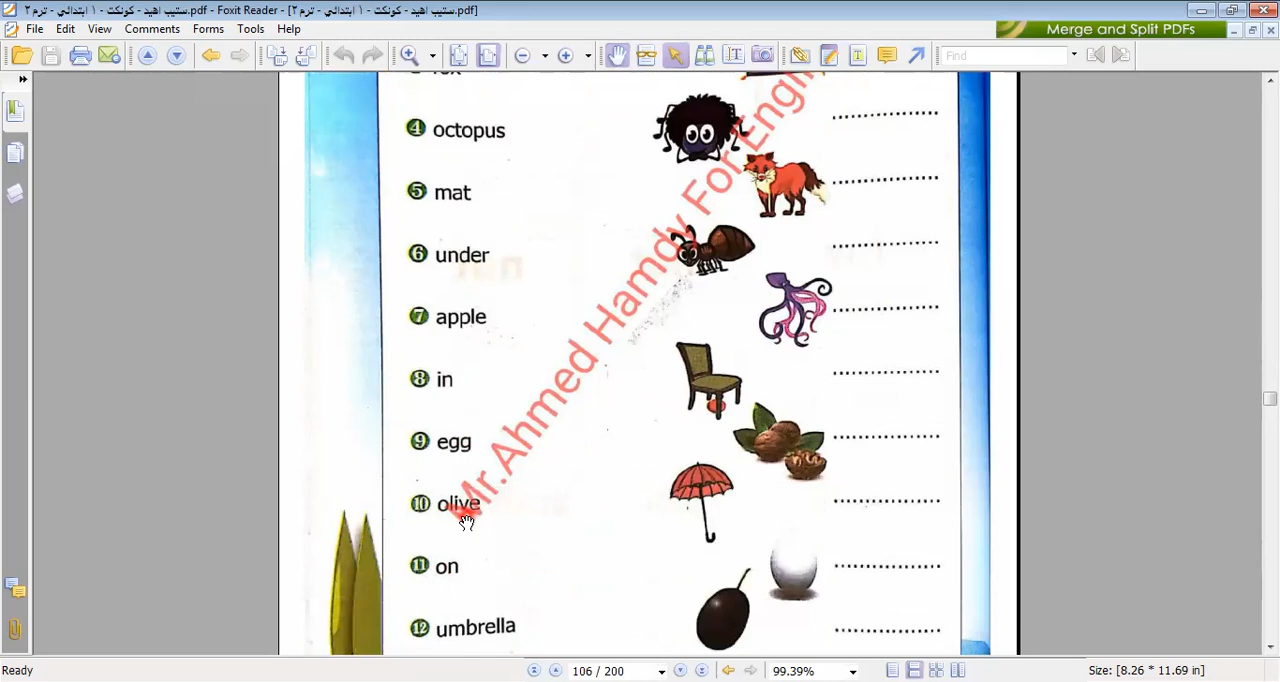 ستيب اهيد - كونكت - ١ ابتدائي - ترم ٢.pdf - Foxit Reader - [ستيب اهيد - كونكت - ١ ابتدائي - ترم ٢.pdf]
File Edit View Comments Forms Tools Help
Merge and Split PDFs
Find
4 octopus
5 mat
6 under
7 apple
8 in
9 egg
10 olive
11 on
12 umbrella
Mr.Ahmed Hamdy For Engli
Ready
106 / 200
99.39%
Size: [8.26 * 11.69 in]